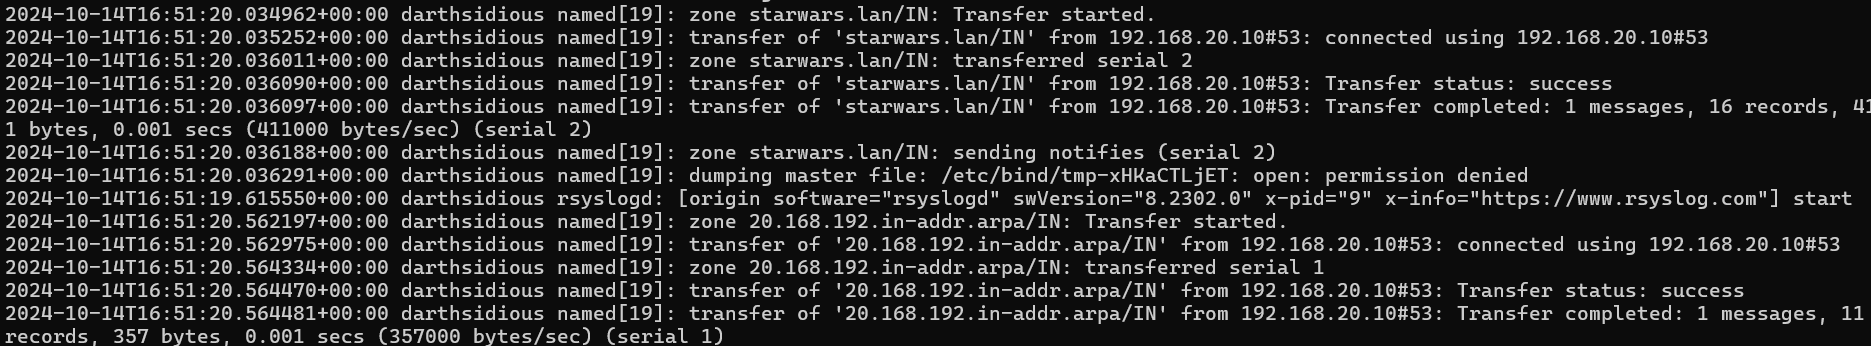 2024-10-14T16:51:20.034962+00:00 darthsidious named[19]: zone starwars.lan/IN: Transfer started.
2024-10-14T16:51:20.035252+00:00 darthsidious named[19]: transfer of 'starwars.lan/IN' from 192.168.20.10#53: connected using 192.168.20.10#53
2024-10-14T16:51:20.036011+00:00 darthsidious named[19]: zone starwars.lan/IN: transferred serial 2
2024-10-14T16:51:20.036090+00:00 darthsidious named[19]: transfer of 'starwars.lan/IN' from 192.168.20.10#53: Transfer status: success
2024-10-14T16:51:20.036097+00:00 darthsidious named[19]: transfer of 'starwars.lan/IN' from 192.168.20.10#53: Transfer completed: 1 messages, 16 records, 41
1 bytes, 0.001 secs (411000 bytes/sec) (serial 2)
2024-10-14T16:51:20.036188+00:00 darthsidious named[19]: zone starwars.lan/IN: sending notifies (serial 2)
2024-10-14T16:51:20.036291+00:00 darthsidious named[19]: dumping master file: /etc/bind/tmp-xHKaCTLjET: open: permission denied
2024-10-14T16:51:19.615550+00:00 darthsidious rsyslogd: [origin software="rsyslogd" swVersion="8.2302.0" x-pid="9" x-info="https://www.rsyslog.com"] start
2024-10-14T16:51:20.562197+00:00 darthsidious named[19]: zone 20.168.192.in-addr.arpa/IN: Transfer started.
2024-10-14T16:51:20.562975+00:00 darthsidious named[19]: transfer of '20.168.192.in-addr.arpa/IN' from 192.168.20.10#53: connected using 192.168.20.10#53
2024-10-14T16:51:20.564334+00:00 darthsidious named[19]: zone 20.168.192.in-addr.arpa/IN: transferred serial 1
2024-10-14T16:51:20.564470+00:00 darthsidious named[19]: transfer of '20.168.192.in-addr.arpa/IN' from 192.168.20.10#53: Transfer status: success
2024-10-14T16:51:20.564481+00:00 darthsidious named[19]: transfer of '20.168.192.in-addr.arpa/IN' from 192.168.20.10#53: Transfer completed: 1 messages, 11
records, 357 bytes, 0.001 secs (357000 bytes/sec) (serial 1)